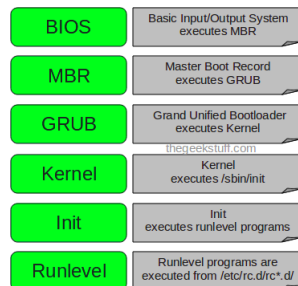 BIOS
Basic Input/Output System
executes MBR
MBR
Master Boot Record
executes GRUB
GRUB
Grand Unified Bootloader
executes Kernel
thegeekstuff.com
Kernel
Kernel
executes /sbin/init
Init
Init
executes runlevel programs
Runlevel
Runlevel programs are
executed from /etc/rc.d/rc*.d/